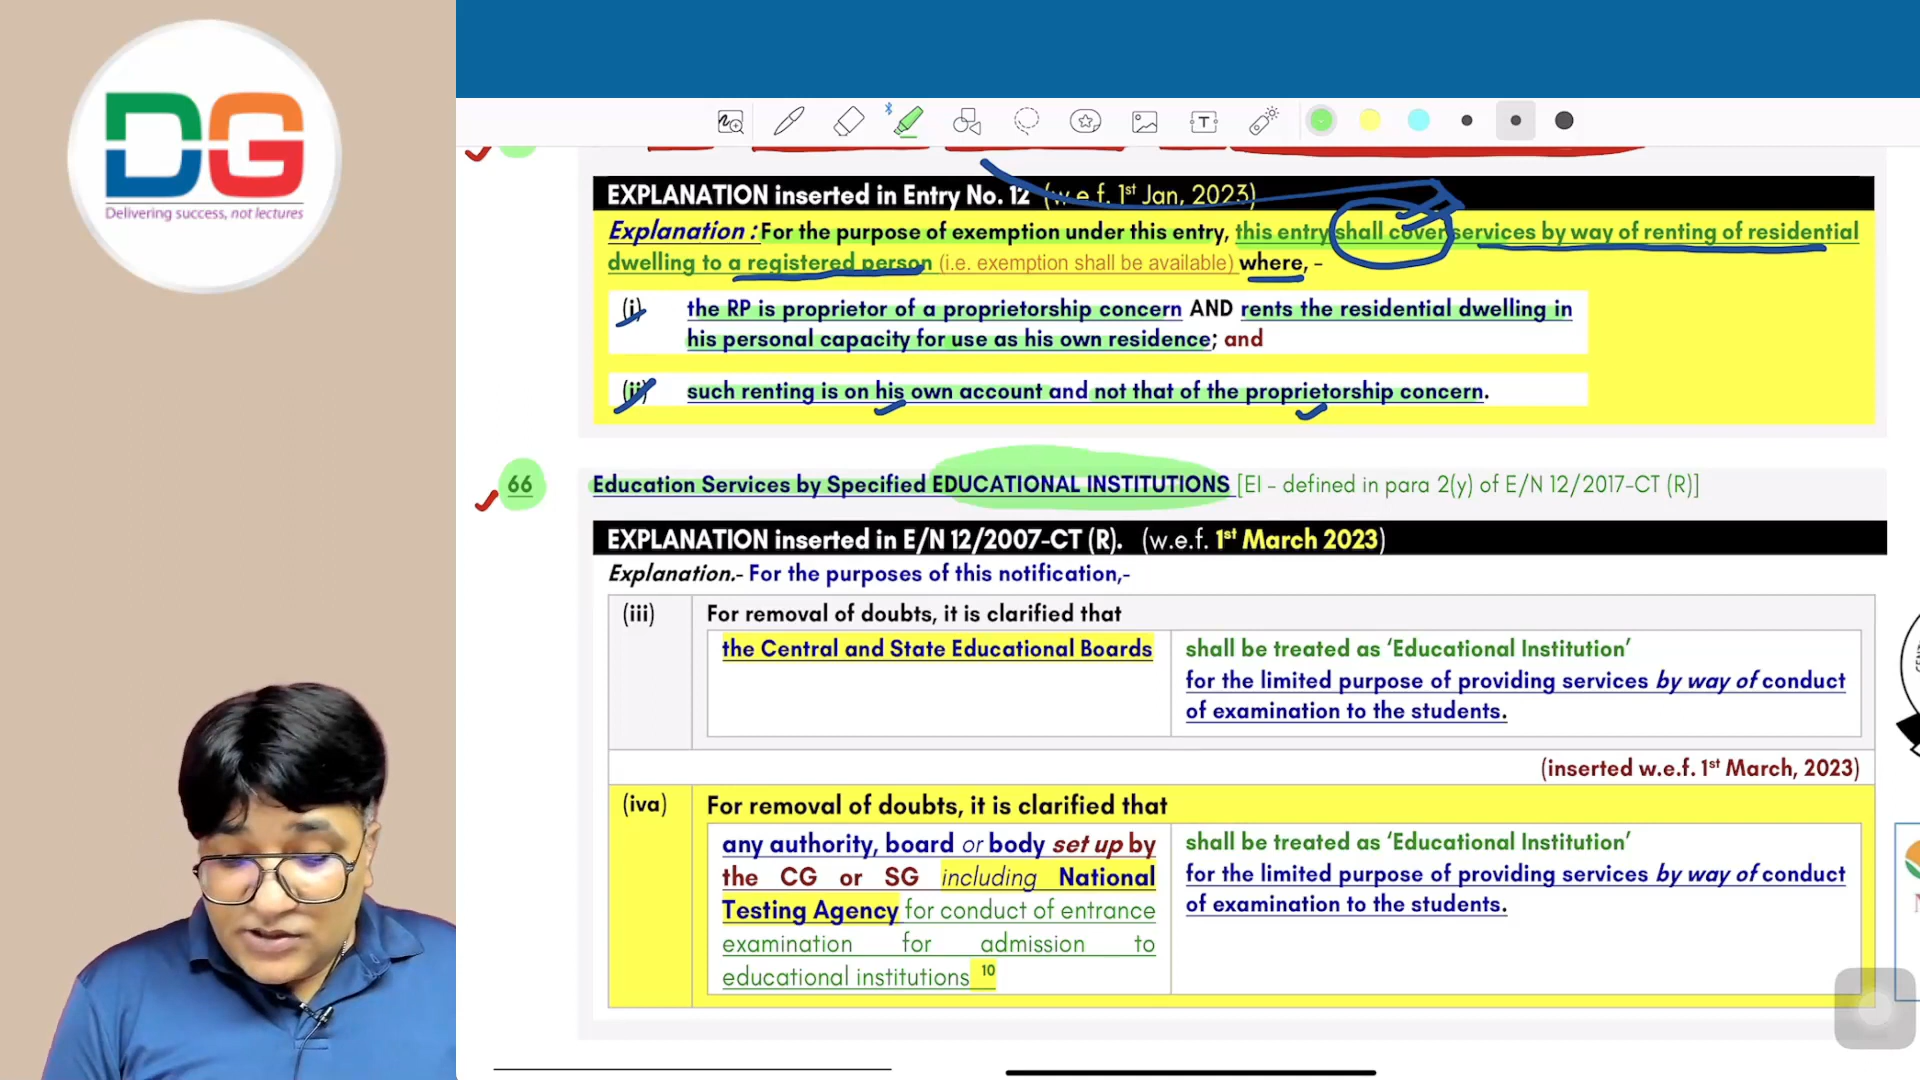 DG
Delivering success, not lectures
EXPLANATION inserted in Entry No. 12 (w.e.f. 1st Jan, 2023)
Explanation : For the purpose of exemption under this entry, this entry shall cover services by way of renting of residential
dwelling to a registered person (i.e. exemption shall be available) where, -
(i) the RP is proprietor of a proprietorship concern AND rents the residential dwelling in
his personal capacity for use as his own residence; and
(ii) such renting is on his own account and not that of the proprietorship concern.
66 Education Services by Specified EDUCATIONAL INSTITUTIONS [EI - defined in para 2(y) of E/N 12/2017-CT (R)]
EXPLANATION inserted in E/N 12/2007-CT (R). (w.e.f. 1st March 2023)
Explanation.- For the purposes of this notification,-
(iii) For removal of doubts, it is clarified that
the Central and State Educational Boards
shall be treated as ‘Educational Institution’
for the limited purpose of providing services by way of conduct
of examination to the students.
(inserted w.e.f. 1st March, 2023)
(iva) For removal of doubts, it is clarified that
any authority, board or body set up by
the CG or SG including National
Testing Agency for conduct of entrance
examination for admission to
educational institutions 10
shall be treated as ‘Educational Institution’
for the limited purpose of providing services by way of conduct
of examination to the students.